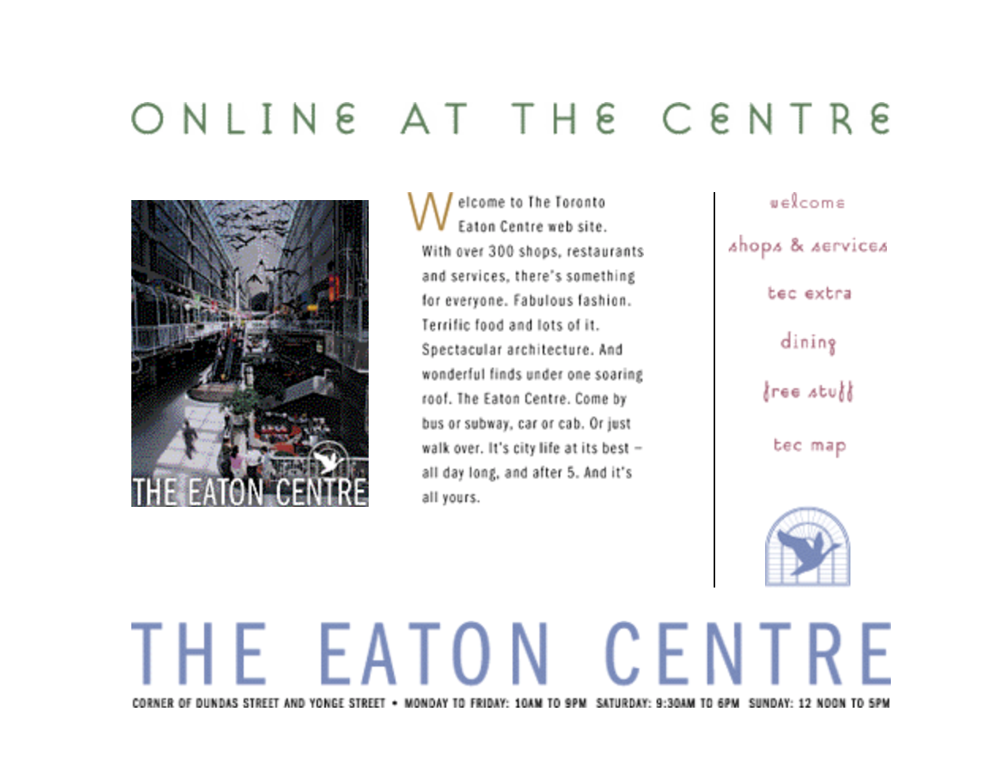 ONLINE AT THE CENTRE
THE EATON CENTRE
Welcome to The Toronto
Eaton Centre web site.
With over 300 shops, restaurants
and services, there's something
for everyone. Fabulous fashion.
Terrific food and lots of it.
Spectacular architecture. And
wonderful finds under one soaring
roof. The Eaton Centre. Come by
bus or subway, car or cab. Or just
walk over. It's city life at its best –
all day long, and after 5. And it's
all yours.
welcome
shops & services
tec extra
dining
free stuff
tec map
THE EATON CENTRE
CORNER OF DUNDAS STREET AND YONGE STREET • MONDAY TO FRIDAY: 10AM TO 9PM SATURDAY: 9:30AM TO 6PM SUNDAY: 12 NOON TO 5PM